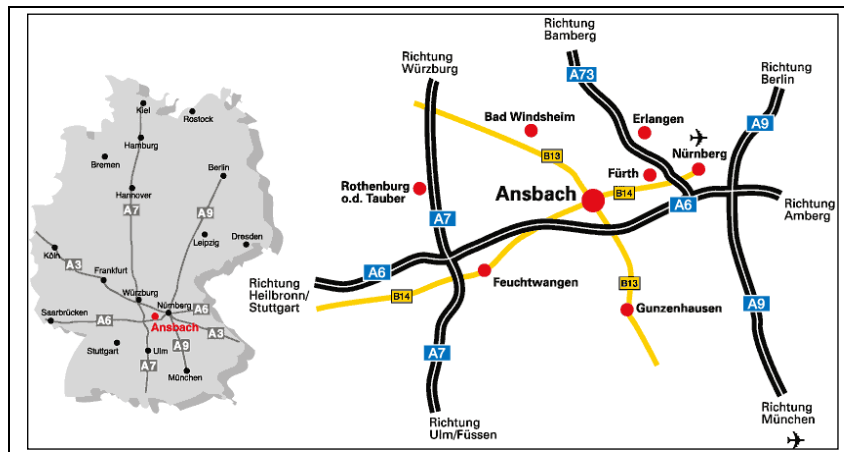 Kiel
Rostock
Hamburg
Bremen
Berlin
Hannover
A7
A9
Leipzig
Dresden
Köln
A3
Frankfurt
Würzburg
Nürnberg
A6
Saarbrücken
A6
Ansbach
A3
Stuttgart
Ulm
A9
A7
München
Richtung
Bamberg
Richtung
Würzburg
Richtung
Berlin
A73
A9
Bad Windsheim
Erlangen
B13
Nürnberg
Fürth
Rothenburg
o.d. Tauber
Ansbach
B14
A6
A7
Richtung
Amberg
A6
Richtung
Heilbronn/
Stuttgart
Feuchtwangen
B13
B14
Gunzenhausen
A9
A7
Richtung
Ulm/Füssen
Richtung
München